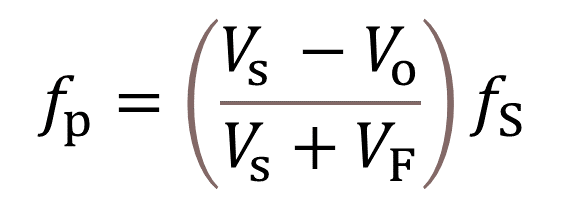 f_p = ( (V_s − V_o) / (V_s + V_F) ) f_S